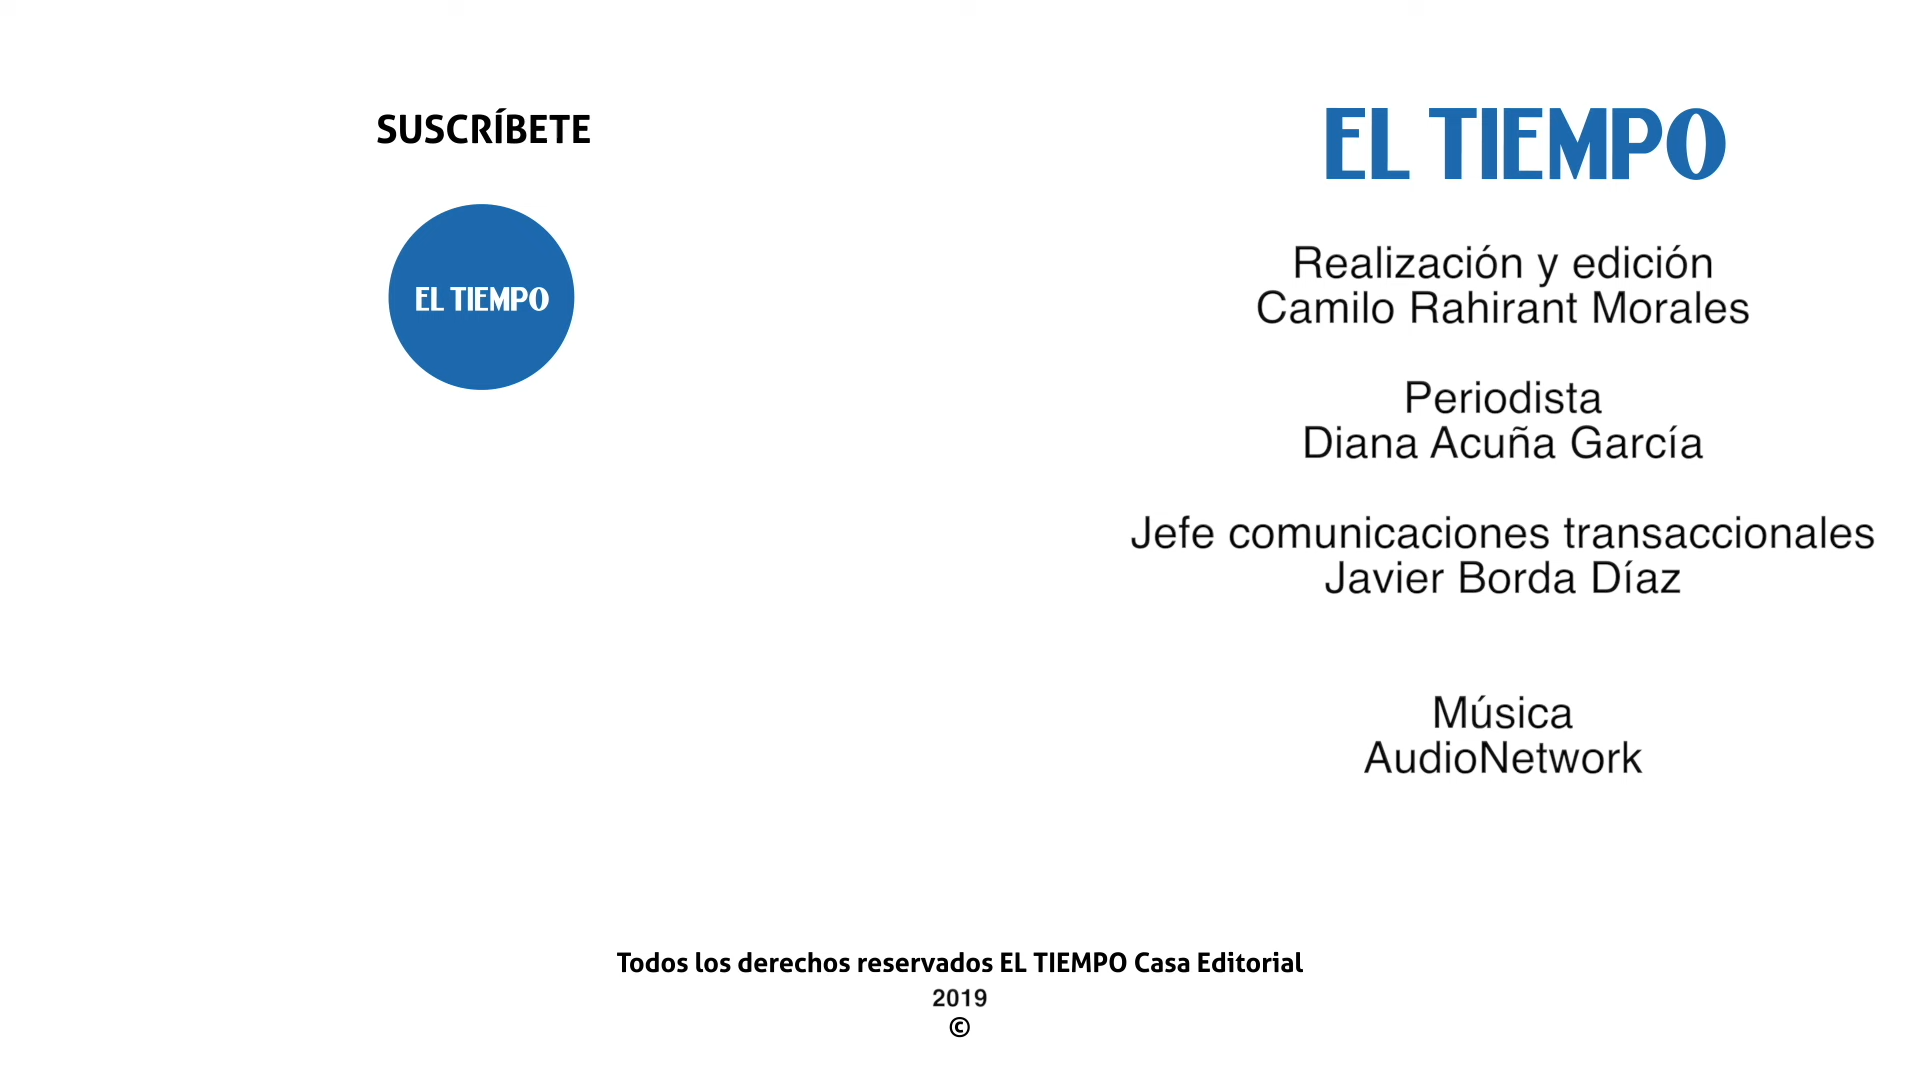 SUSCRÍBETE
EL TIEMPO
EL TIEMPO
Realización y edición
Camilo Rahirant Morales
Periodista
Diana Acuña García
Jefe comunicaciones transaccionales
Javier Borda Díaz
Música
AudioNetwork
Todos los derechos reservados EL TIEMPO Casa Editorial
2019
©